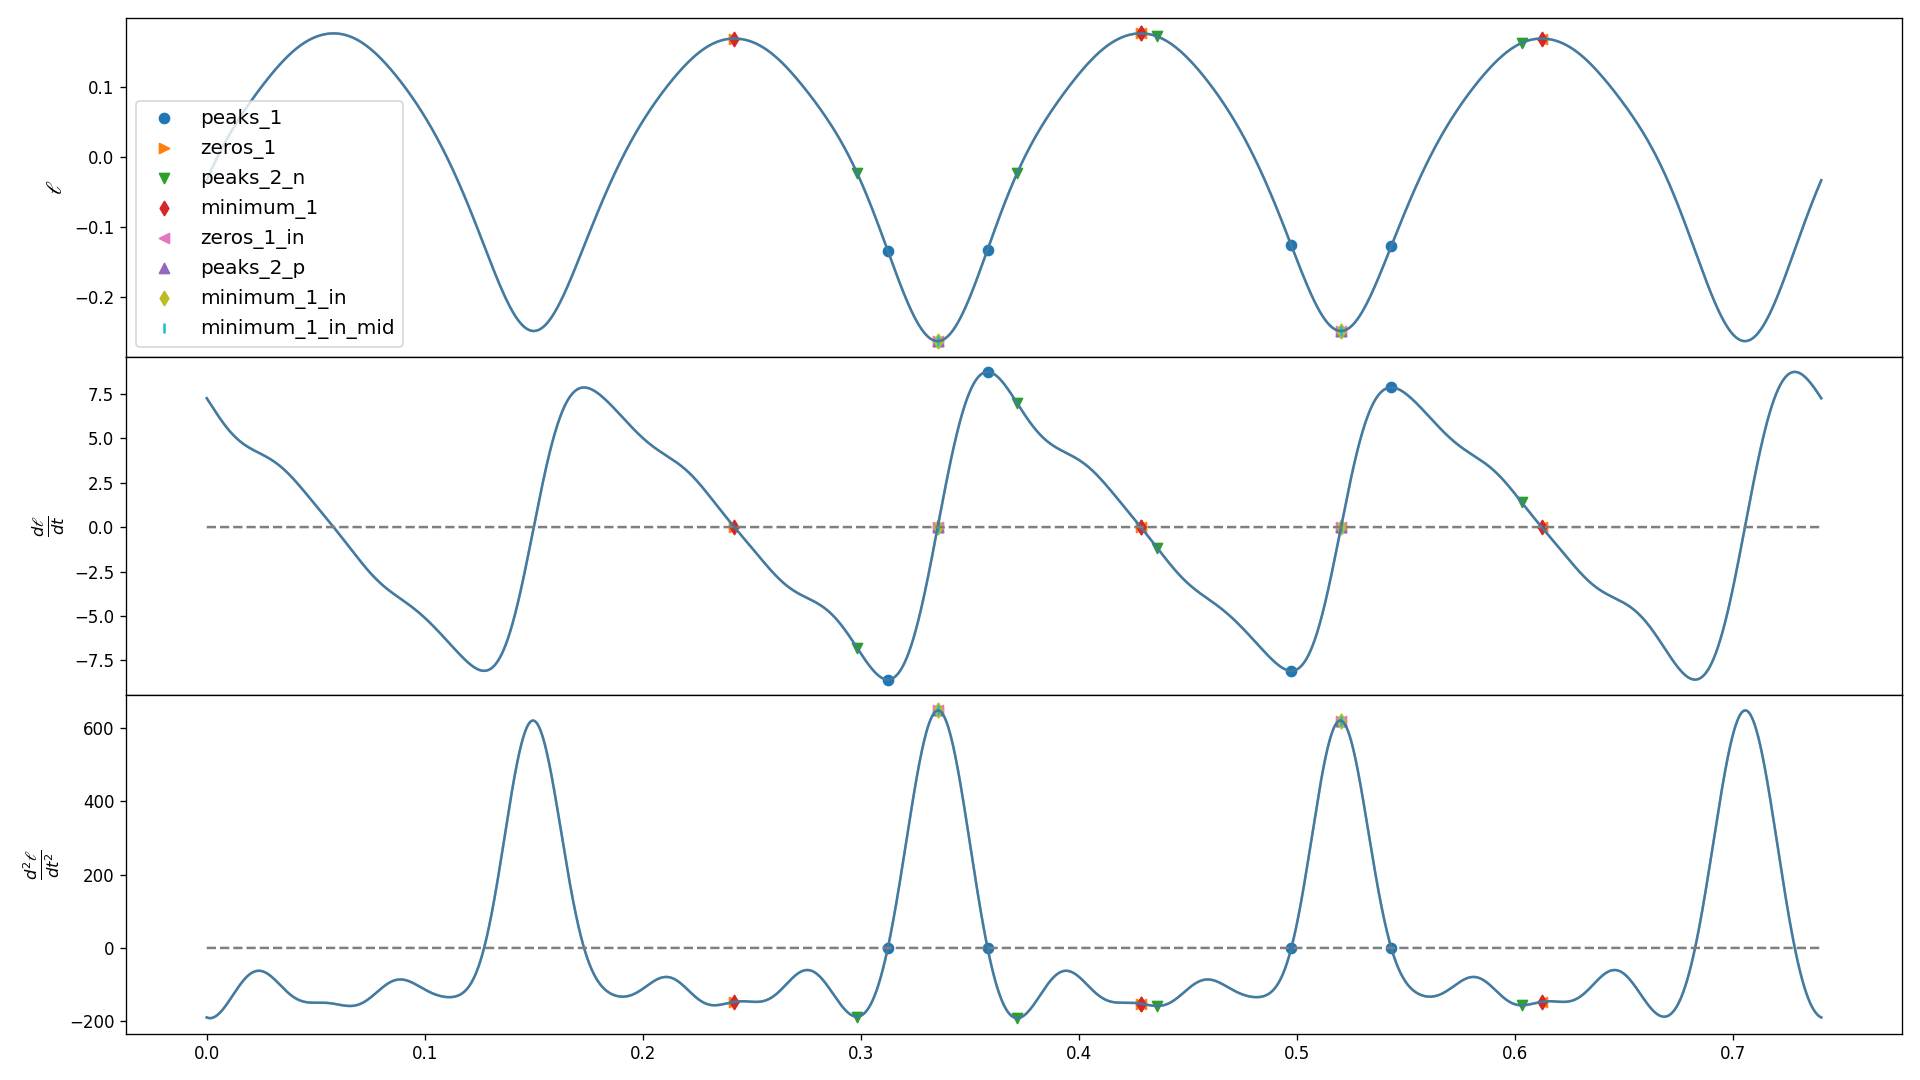 0.1
0.0
−0.1
−0.2
ℓ
peaks_1
zeros_1
peaks_2_n
minimum_1
zeros_1_in
peaks_2_p
minimum_1_in
minimum_1_in_mid
7.5
5.0
2.5
0.0
−2.5
−5.0
−7.5
dℓ
dt
600
400
200
0
−200
d²ℓ
dt²
0.0 0.1 0.2 0.3 0.4 0.5 0.6 0.7